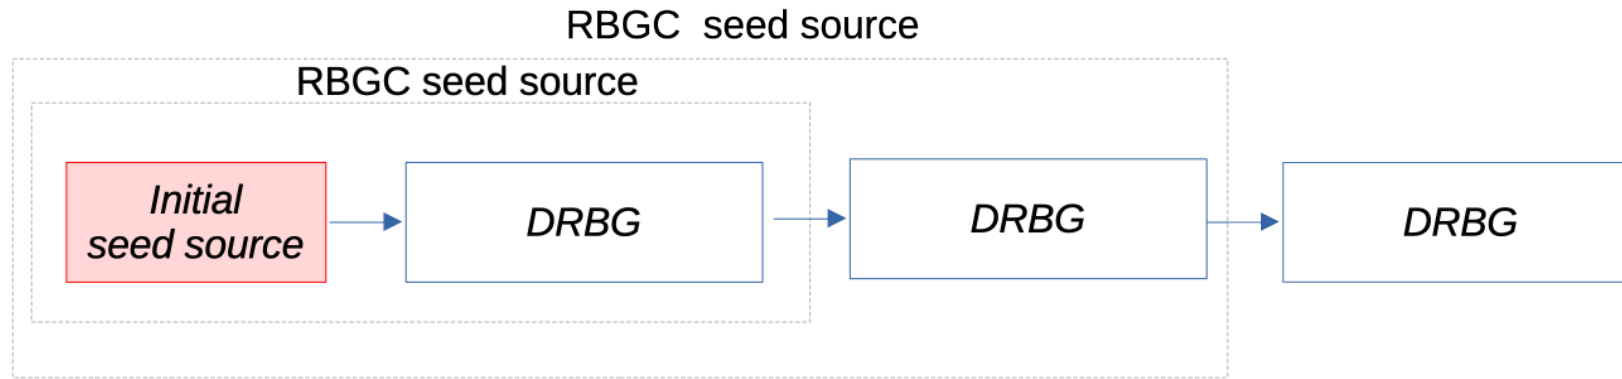 RBGC  seed source
RBGC seed source
Initial
seed source
DRBG
DRBG
DRBG